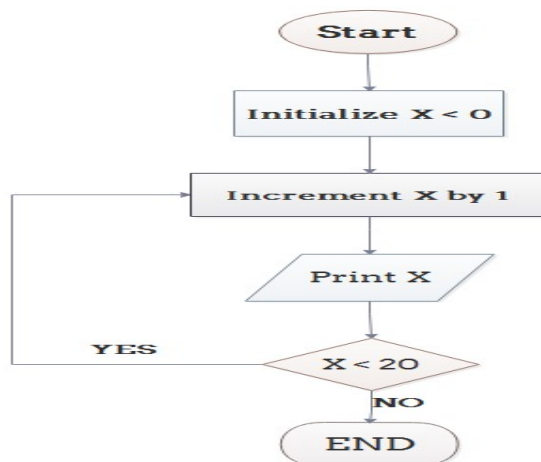 Start
Initialize X < 0
Increment X by 1
Print X
YES
X < 20
NO
END